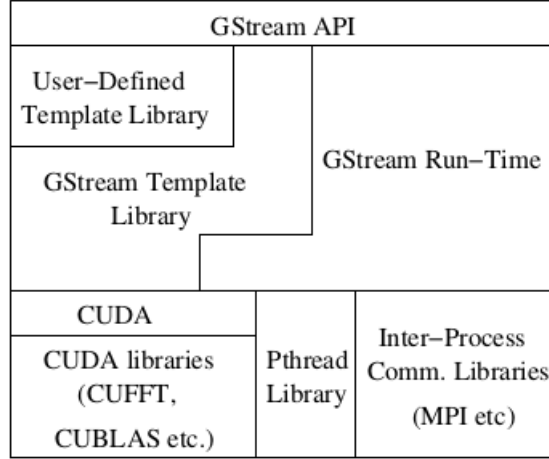 GStream API
User−Defined
Template Library
GStream Run−Time
GStream Template
Library
CUDA
CUDA libraries
(CUFFT,
CUBLAS etc.)
Pthread
Library
Inter−Process
Comm. Libraries
(MPI etc)